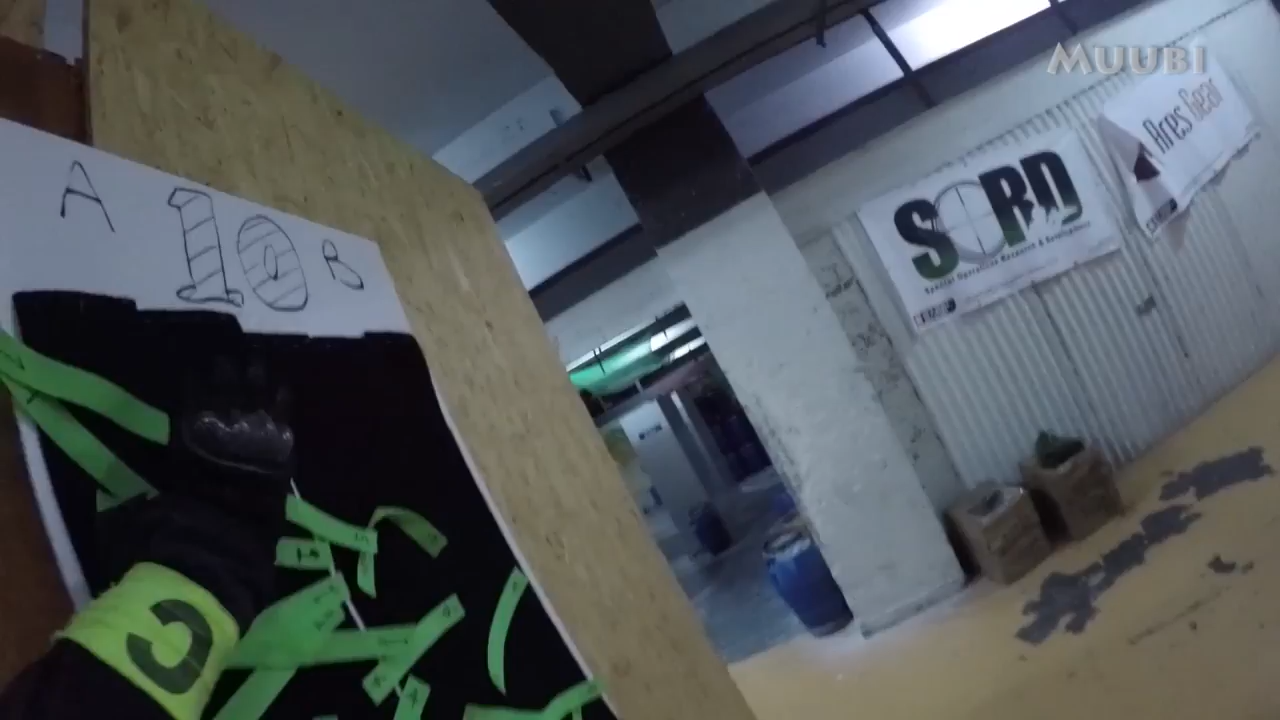 MUUBI
A 10 B
SORD
Special Operations Research & Development
Ares Gear
C